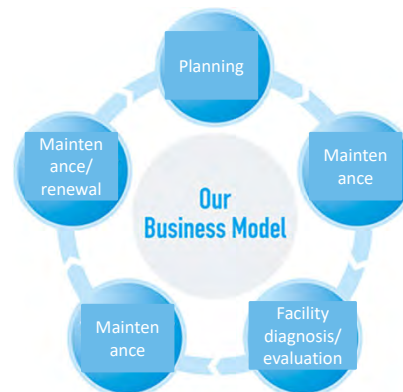 Planning
Mainten
ance/
renewal
Mainten
ance
Our
Business Model
Mainten
ance
Facility
diagnosis/
evaluation